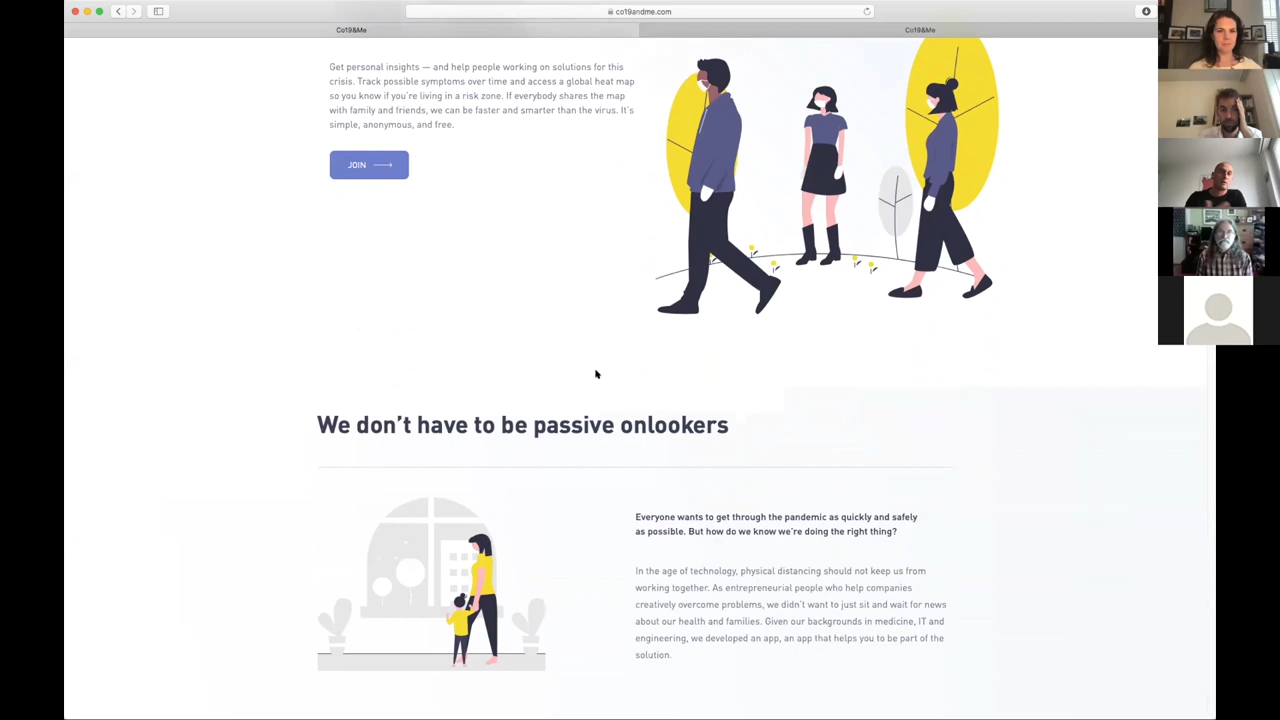 co19andme.com
Co19&Me
Co19&Me
Get personal insights — and help people working on solutions for this
crisis. Track possible symptoms over time and access a global heat map
so you know if you're living in a risk zone. If everybody shares the map
with family and friends, we can be faster and smarter than the virus. It's
simple, anonymous, and free.
JOIN
We don't have to be passive onlookers
Everyone wants to get through the pandemic as quickly and safely
as possible. But how do we know we're doing the right thing?
In the age of technology, physical distancing should not keep us from
working together. As entrepreneurial people who help companies
creatively overcome problems, we didn't want to just sit and wait for news
about our health and families. Given our backgrounds in medicine, IT and
engineering, we developed an app, an app that helps you to be part of the
solution.